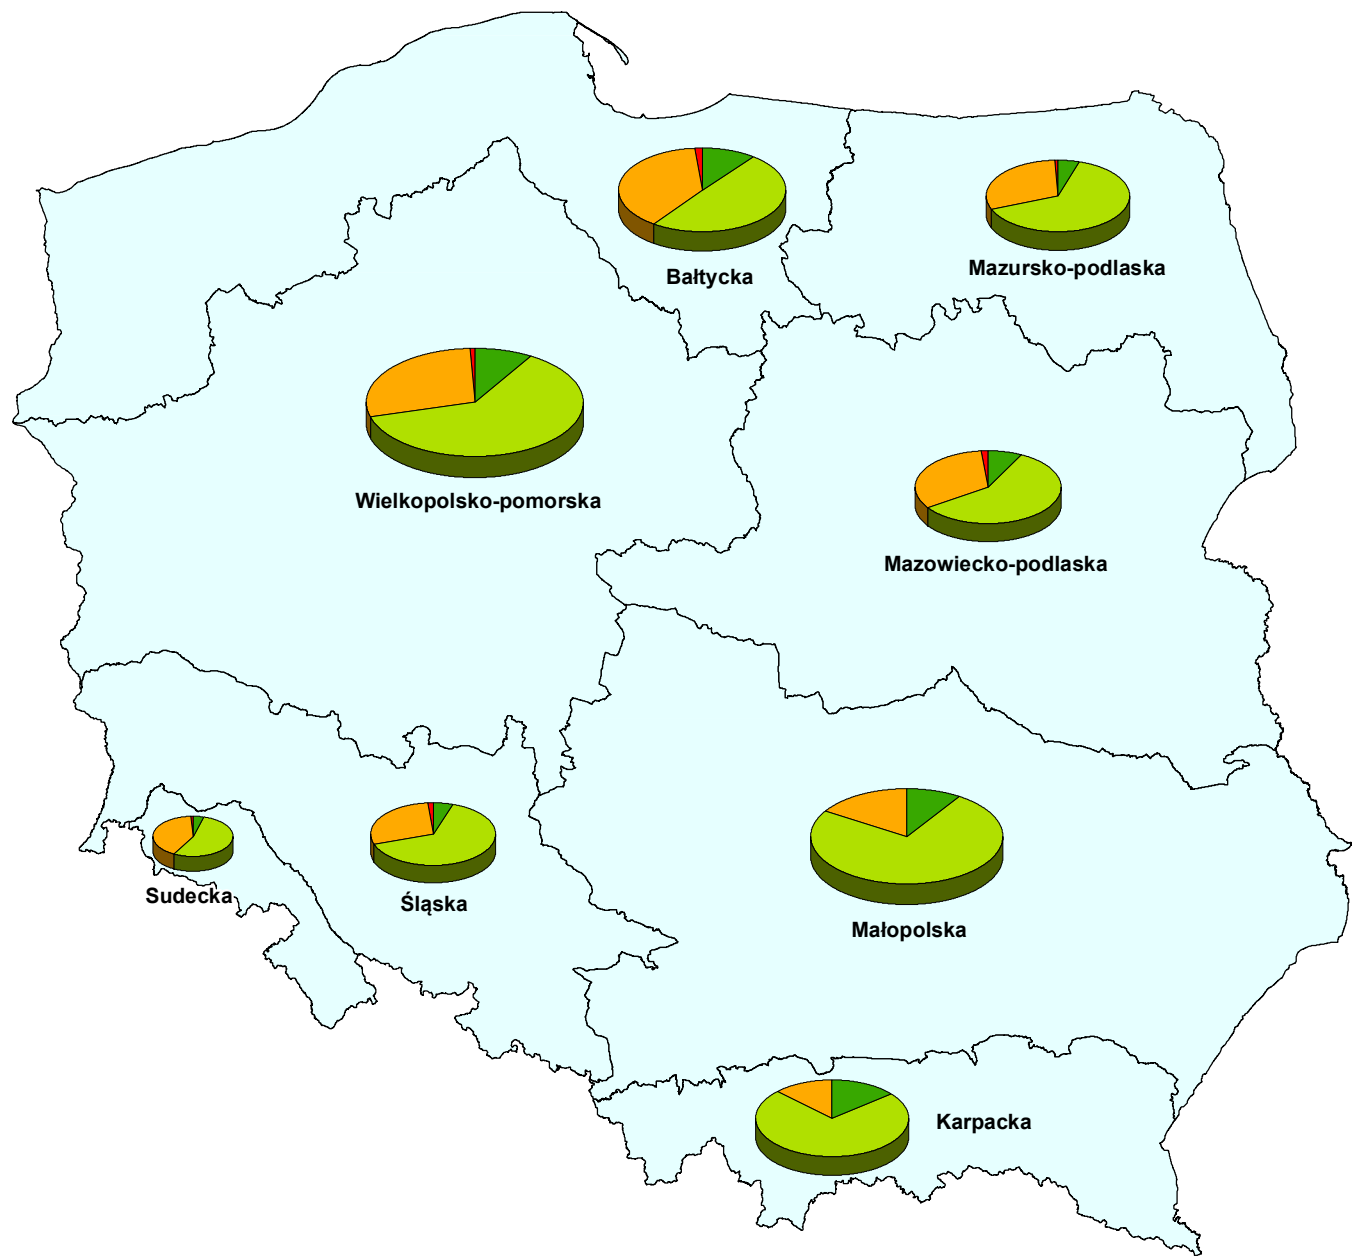 Bałtycka
Mazursko-podlaska
Wielkopolsko-pomorska
Mazowiecko-podlaska
Sudecka
Śląska
Małopolska
Karpacka